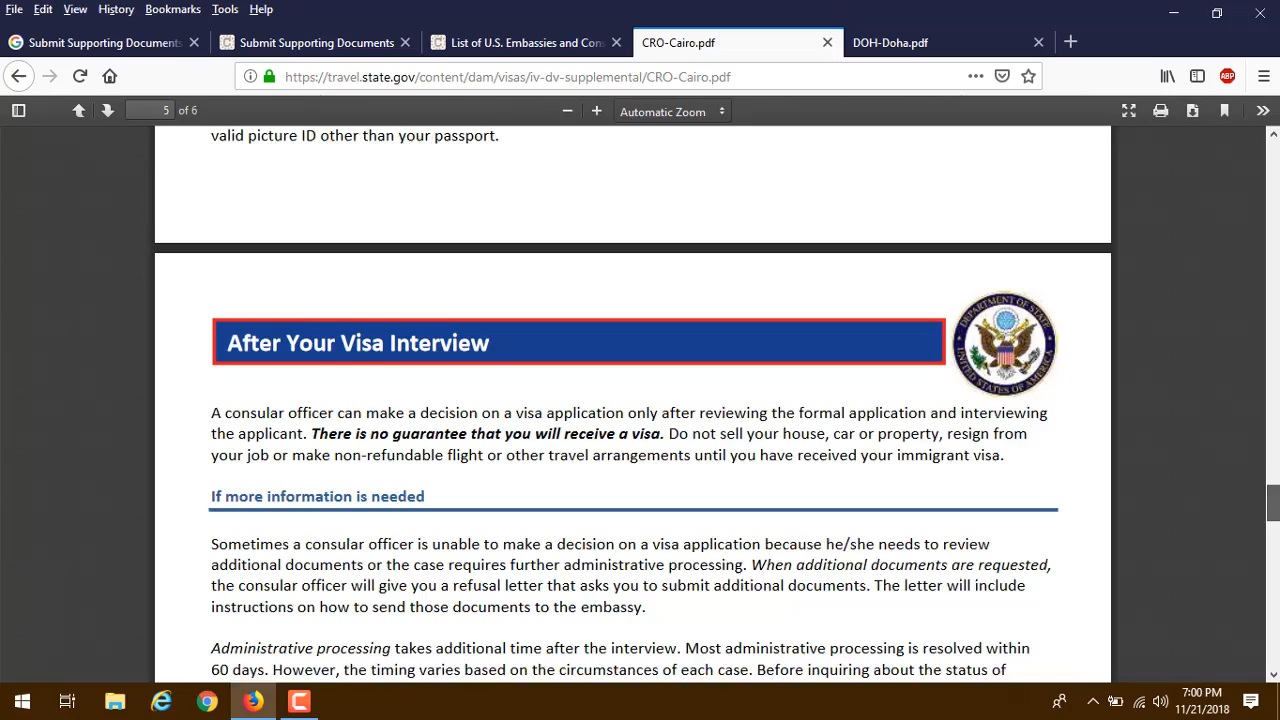 File Edit View History Bookmarks Tools Help
Submit Supporting Documents
Submit Supporting Documents
List of U.S. Embassies and Con
CRO-Cairo.pdf
DOH-Doha.pdf
https://travel.state.gov/content/dam/visas/iv-dv-supplemental/CRO-Cairo.pdf
ABP
5 of 6
Automatic Zoom
valid picture ID other than your passport.
After Your Visa Interview
DEPARTMENT OF STATE
UNITED STATES OF AMERICA
A consular officer can make a decision on a visa application only after reviewing the formal application and interviewing
the applicant. There is no guarantee that you will receive a visa. Do not sell your house, car or property, resign from
your job or make non-refundable flight or other travel arrangements until you have received your immigrant visa.
If more information is needed
Sometimes a consular officer is unable to make a decision on a visa application because he/she needs to review
additional documents or the case requires further administrative processing. When additional documents are requested,
the consular officer will give you a refusal letter that asks you to submit additional documents. The letter will include
instructions on how to send those documents to the embassy.
Administrative processing takes additional time after the interview. Most administrative processing is resolved within
60 days. However, the timing varies based on the circumstances of each case. Before inquiring about the status of
7:00 PM
11/21/2018